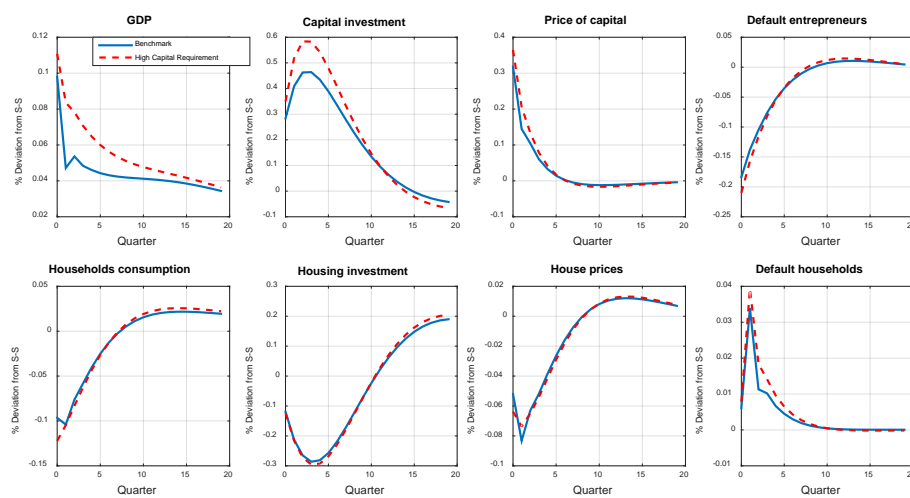 GDP
Capital investment
Price of capital
Default entrepreneurs
Benchmark
High Capital Requirement
% Deviation from S-S
0.12
0.1
0.08
0.06
0.04
0.02
0 5 10 15 20
Quarter
% Deviation from S-S
0.6
0.5
0.4
0.3
0.2
0.1
0
-0.1
0 5 10 15 20
Quarter
% Deviation from S-S
0.4
0.3
0.2
0.1
0
-0.1
0 5 10 15 20
Quarter
% Deviation from S-S
0.05
0
-0.05
-0.1
-0.15
-0.2
-0.25
0 5 10 15 20
Quarter
Households consumption
Housing investment
House prices
Default households
% Deviation from S-S
0.05
0
-0.05
-0.1
-0.15
0 5 10 15 20
Quarter
% Deviation from S-S
0.3
0.2
0.1
0
-0.1
-0.2
-0.3
0 5 10 15 20
Quarter
% Deviation from S-S
0.02
0
-0.02
-0.04
-0.06
-0.08
-0.1
0 5 10 15 20
Quarter
% Deviation from S-S
0.04
0.03
0.02
0.01
0
-0.01
0 5 10 15 20
Quarter